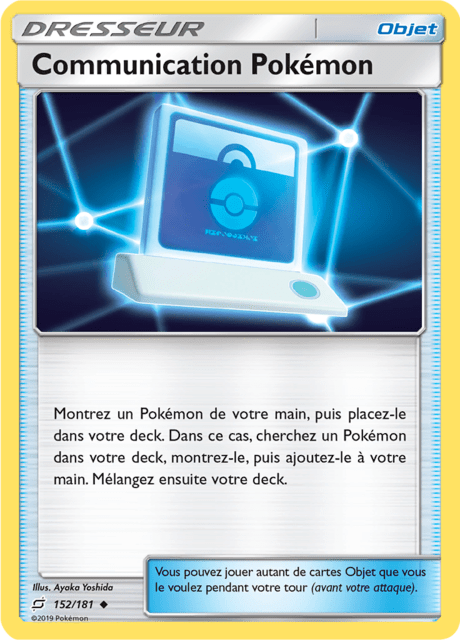 DRESSEUR
Objet
Communication Pokémon
Montrez un Pokémon de votre main, puis placez-le
dans votre deck. Dans ce cas, cherchez un Pokémon
dans votre deck, montrez-le, puis ajoutez-le à votre
main. Mélangez ensuite votre deck.
Vous pouvez jouer autant de cartes Objet que vous
le voulez pendant votre tour (avant votre attaque).
Illus. Ayaka Yoshida
152/181
©2019 Pokémon